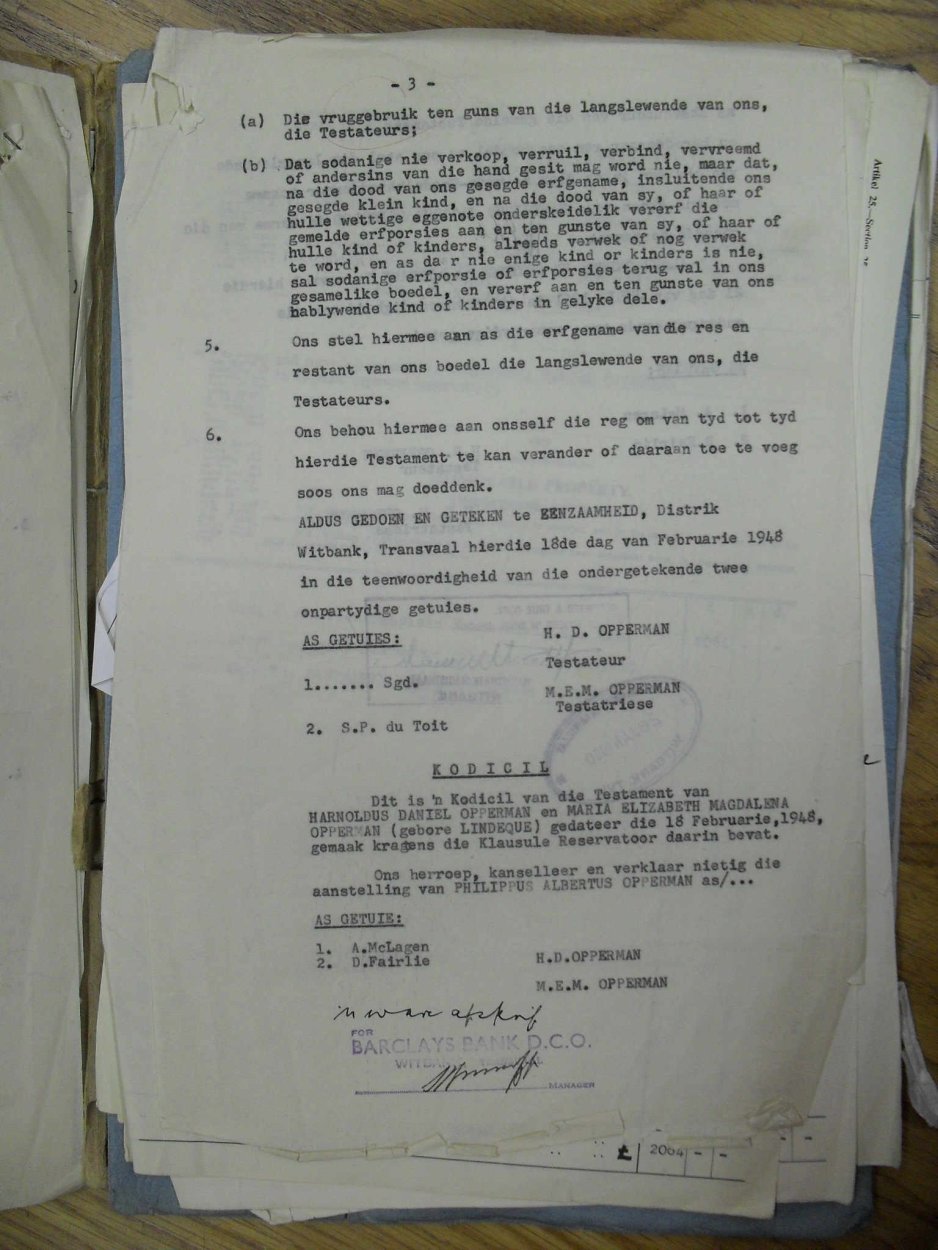 - 3 -
(a) Die vruggebruik ten guns van die langslewende van ons,
die Testateurs;
(b) Dat sodanige nie verkoop, verruil, verbind, vervreemd
of andersins van die hand gesit mag word nie, maar dat,
na die dood van ons gesegde erfgename, insluitende ons
gesegde klein kind, en na die dood van sy, of haar of
hulle wettige eggenote onderskeidelik vererf die
gemelde erfporsies aan en ten gunste van sy, of haar of
hulle kind of kinders, alreeds verwek of nog verwek
te word, en as da r nie enige kind or kinders is nie,
sal sodanige erfporsie of erfporsies terug val in ons
gesamelike boedel, en vererf aan en ten gunste van ons
hablywende kind of kinders in gelyke dele.
5. Ons stel hiermee aan as die erfgename van die res en
restant van ons boedel die langslewende van ons, die
Testateurs.
6. Ons behou hiermee aan onsself die reg om van tyd tot tyd
hierdie Testament te kan verander of daaraan toe te voeg
soos ons mag doeddenk.
ALDUS GEDOEN EN GETEKEN te EENZAAMHEID, Distrik
Witbank, Transvaal hierdie 18de dag van Februarie 1948
in die teenwoordigheid van die ondergetekende twee
onpartydige getuies.
AS GETUIES:
H. D. OPPERMAN
Testateur
1....... Sgd.
M.E.M. OPPERMAN
Testatriese
2. S.P. du Toit
KODICIL
Dit is 'n Kodicil van die Testament van
HARNOLDUS DANIEL OPPERMAN en MARIA ELIZABETH MAGDALENA
OPPERMAN (gebore LINDEQUE) gedateer die 18 Februarie,1948,
gemaak kragtens die Klausule Reservatoor daarin bevat.
Ons herroep, kanselleer en verklaar nietig die
aanstelling van PHILIPPUS ALBERTUS OPPERMAN as/...
AS GETUIE:
1. A.McLagen
2. D.Fairlie
H.D.OPPERMAN
M.E.M. OPPERMAN
'n ware afskrif
FOR
BARCLAYS BANK D.C.O.
WITBANK
MANAGER
£ 2064 - -
Artikel 25.—Section 25